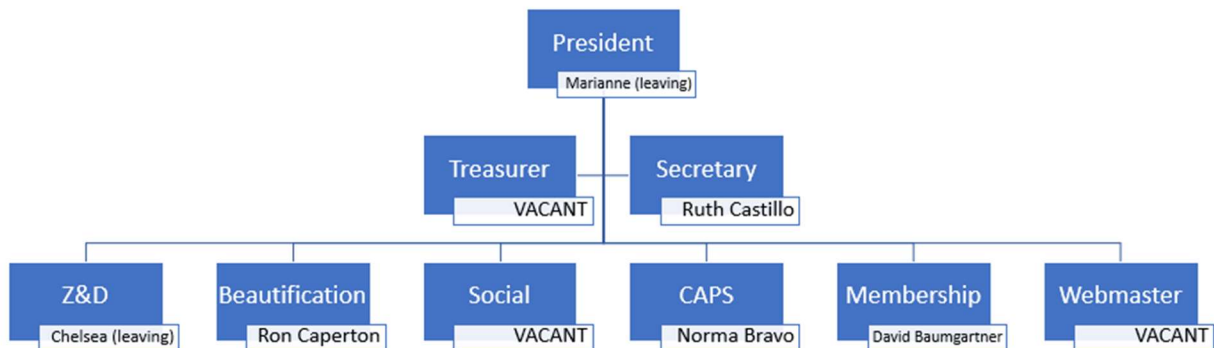 President
Marianne (leaving)
Treasurer
VACANT
Secretary
Ruth Castillo
Z&D
Chelsea (leaving)
Beautification
Ron Caperton
Social
VACANT
CAPS
Norma Bravo
Membership
David Baumgartner
Webmaster
VACANT